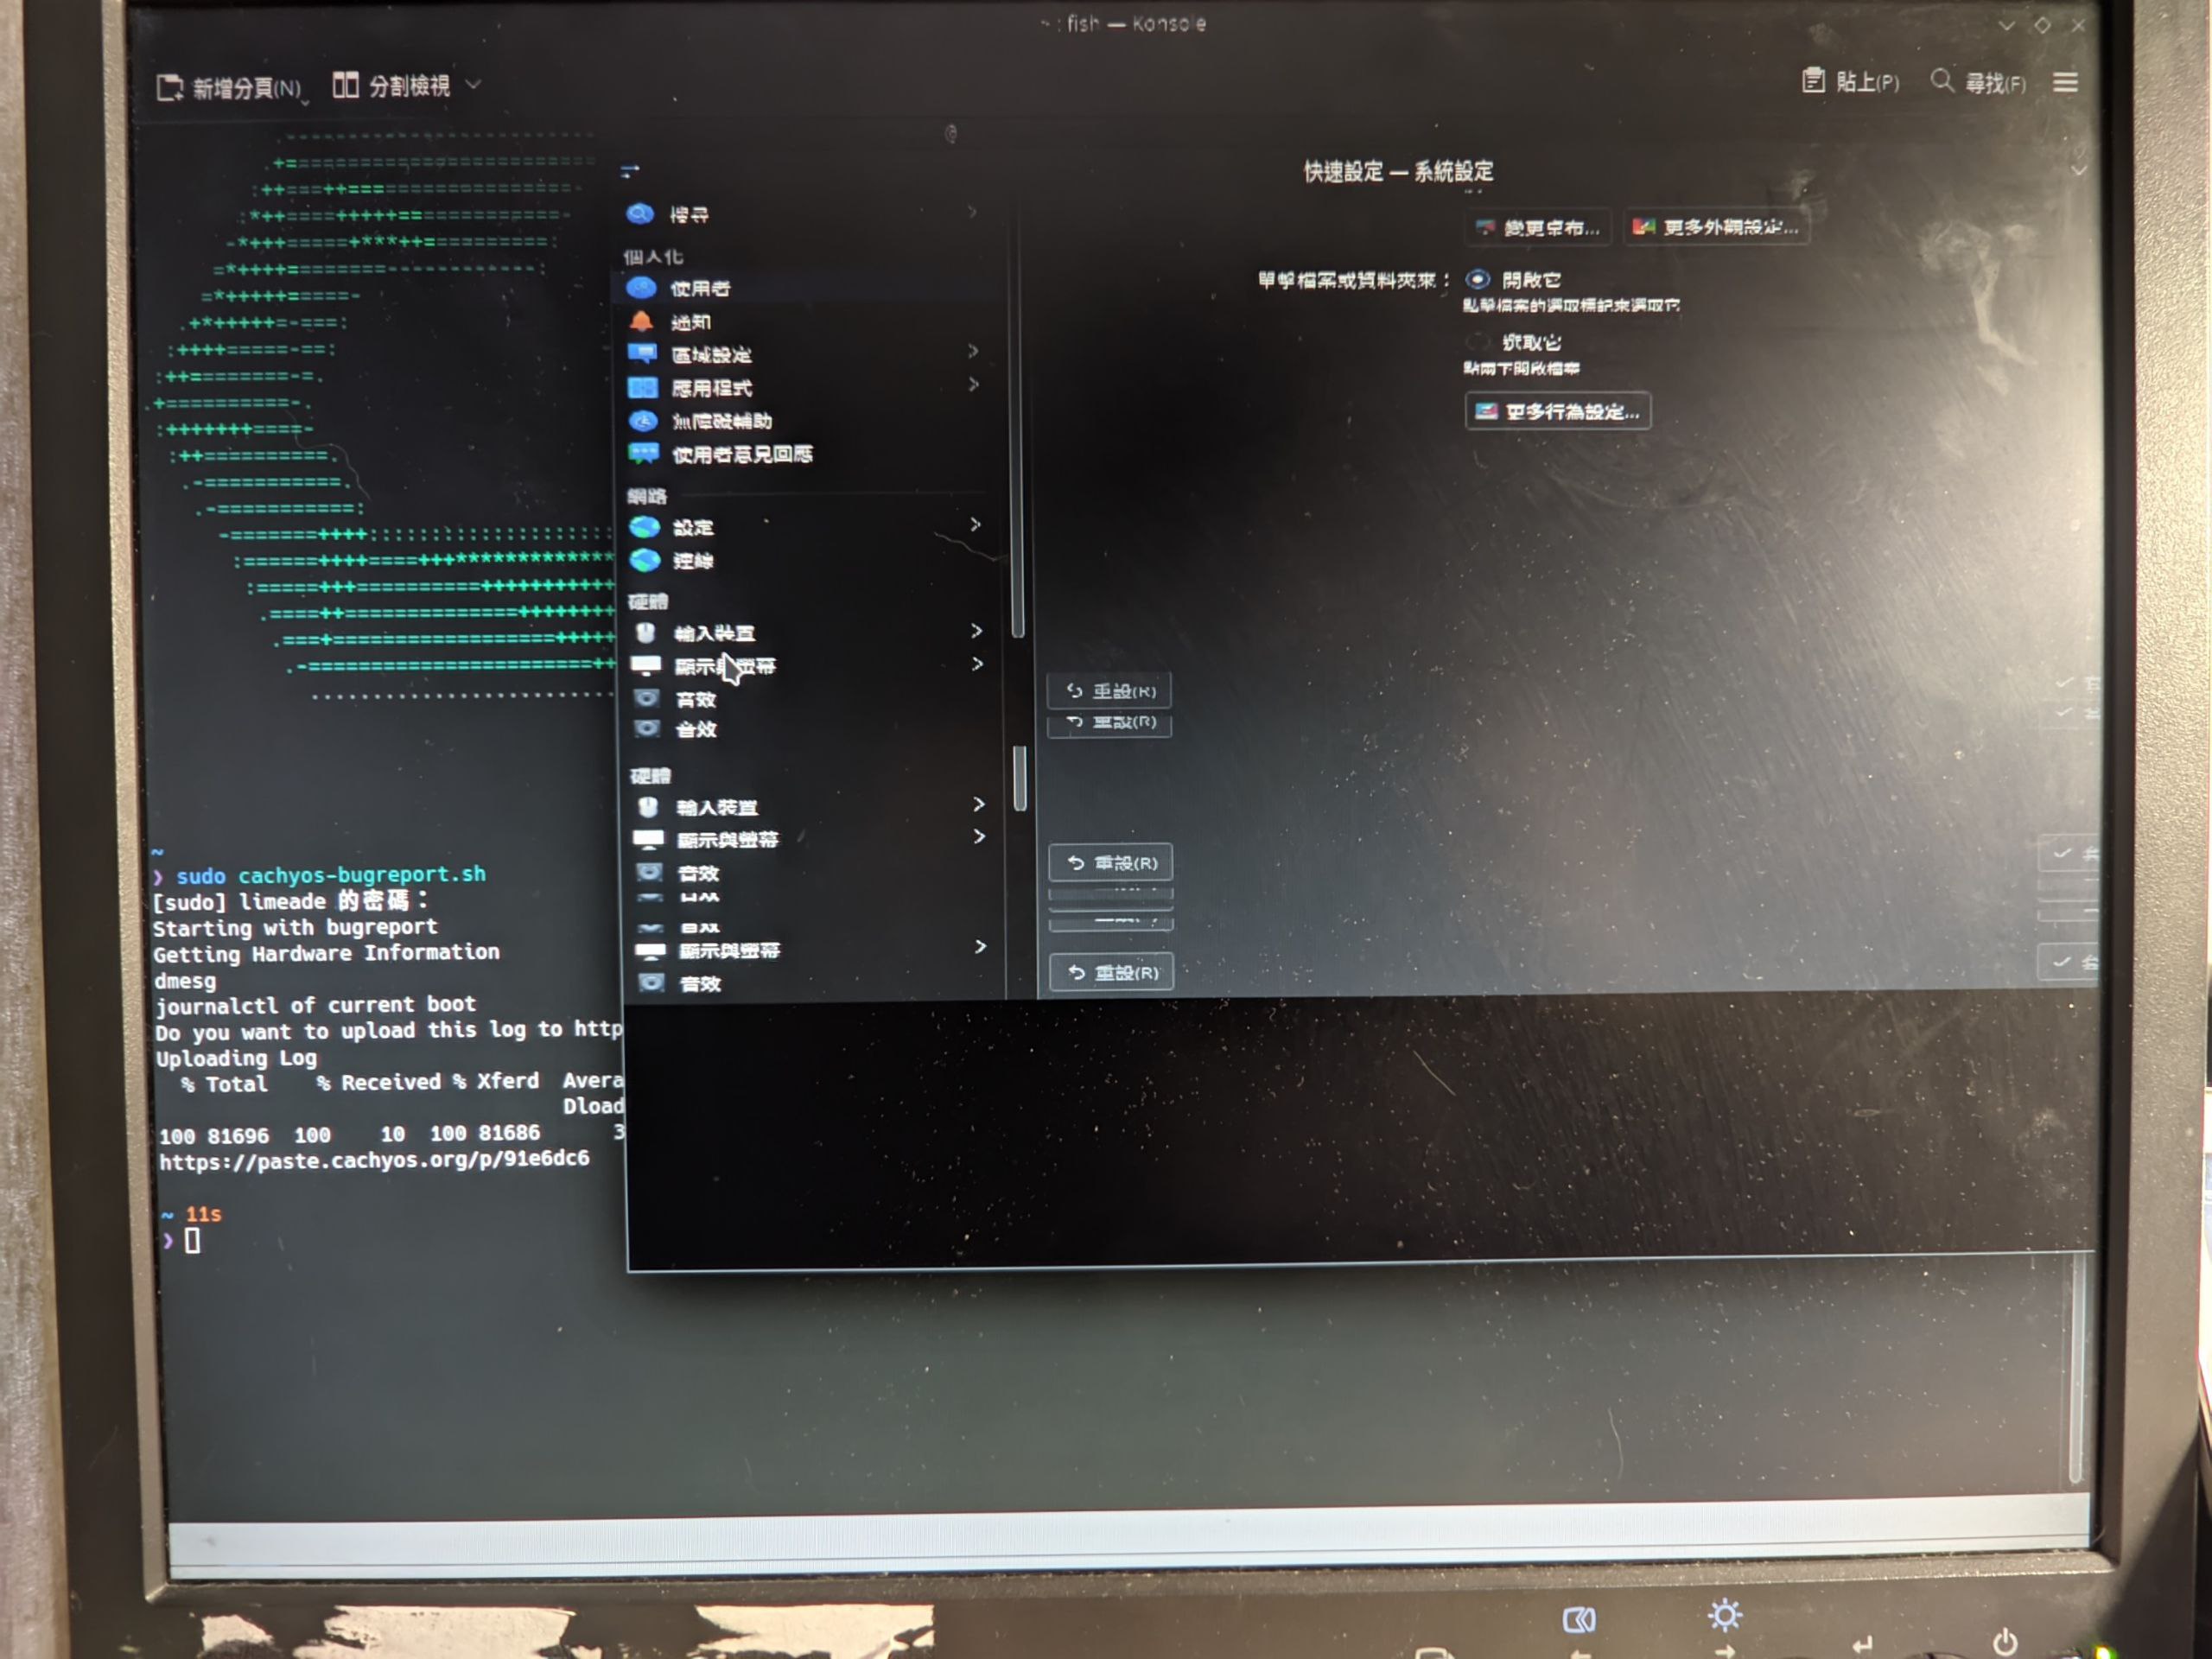 ~ : fish — Konsole
新增分頁(N)
分割檢視
貼上(P)
尋找(F)
快速設定 — 系統設定
搜尋
變更桌布...
更多外觀設定...
個人化
使用者
單擊檔案或資料夾來：
開啟它
點擊檔案的選取標記來選取它
通知
選取它
區域設定
點兩下開啟檔案
應用程式
更多行為設定...
無障礙輔助
使用者意見回應
網路
設定
連線
硬體
輸入裝置
顯示與螢幕
音效
重設(R)
音效
重設(R)
硬體
輸入裝置
顯示與螢幕
音效
重設(R)
顯示與螢幕
音效
重設(R)
~
❯ sudo cachyos-bugreport.sh
[sudo] limeade 的密碼：
Starting with bugreport
Getting Hardware Information
dmesg
journalctl of current boot
Do you want to upload this log to http
Uploading Log
% Total % Received % Xferd Avera
Dload
100 81696 100 10 100 81686 3
https://paste.cachyos.org/p/91e6dc6
~ 11s
❯